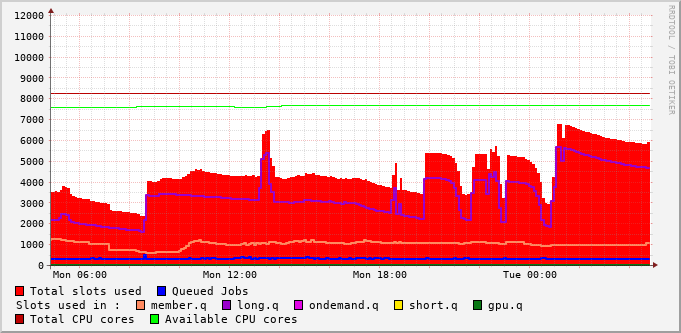 12000
11000
10000
9000
8000
7000
6000
5000
4000
3000
2000
1000
0
Mon 06:00 Mon 12:00 Mon 18:00 Tue 00:00
RRDTOOL / TOBI OETIKER
Total slots used Queued Jobs
Slots used in : member.q long.q ondemand.q short.q gpu.q
Total CPU cores Available CPU cores